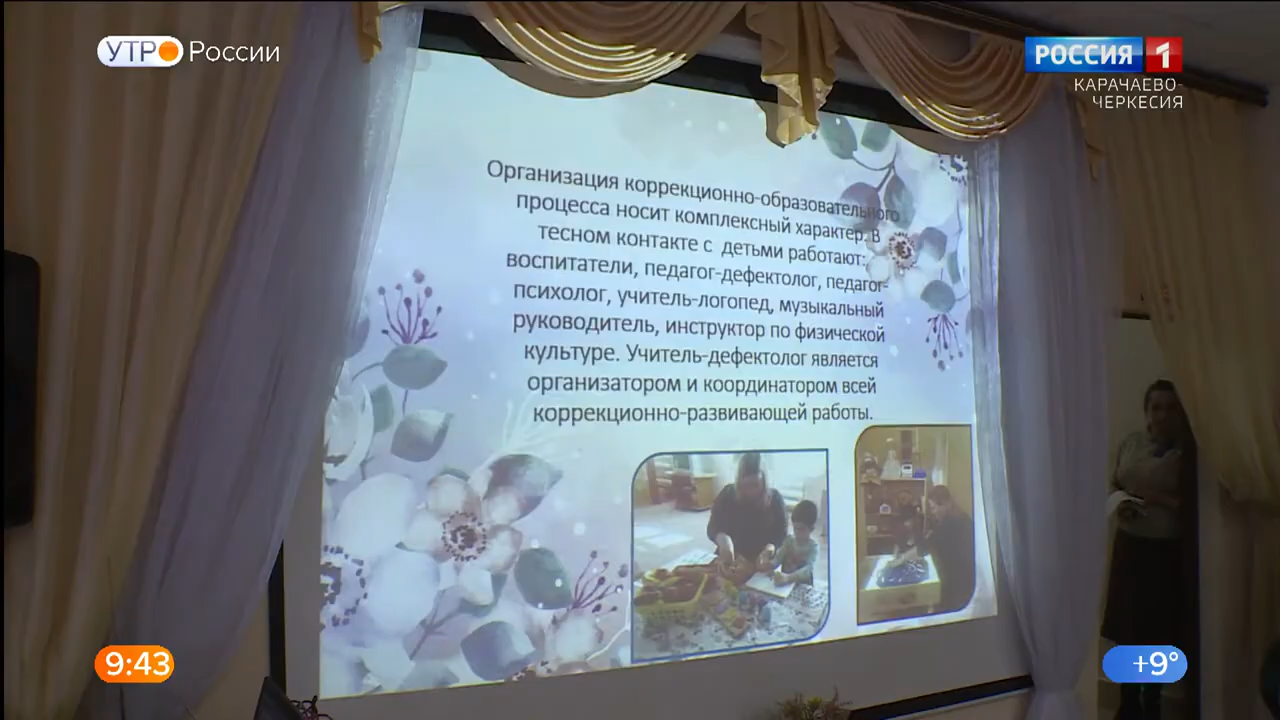 УТРО России
РОССИЯ 1
КАРАЧАЕВО-
ЧЕРКЕСИЯ
Организация коррекционно-образовательного
процесса носит комплексный характер. В
тесном контакте с детьми работают:
воспитатели, педагог-дефектолог, педагог-
психолог, учитель-логопед, музыкальный
руководитель, инструктор по физической
культуре. Учитель-дефектолог является
организатором и координатором всей
коррекционно-развивающей работы.
9:43
+9°